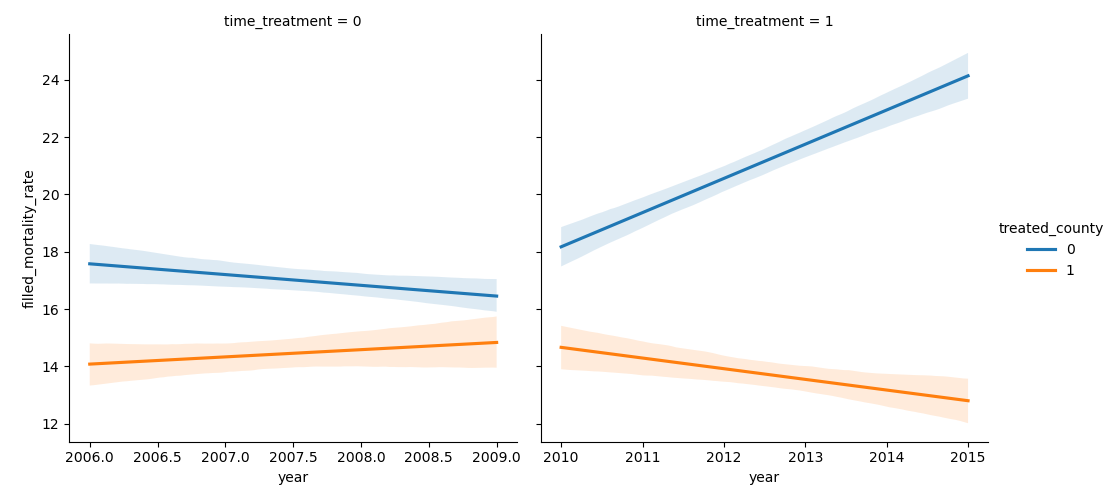 time_treatment = 0
time_treatment = 1
filled_mortality_rate
24
22
20
18
16
14
12
2006.0 2006.5 2007.0 2007.5 2008.0 2008.5 2009.0
year
2010 2011 2012 2013 2014 2015
year
treated_county
0
1